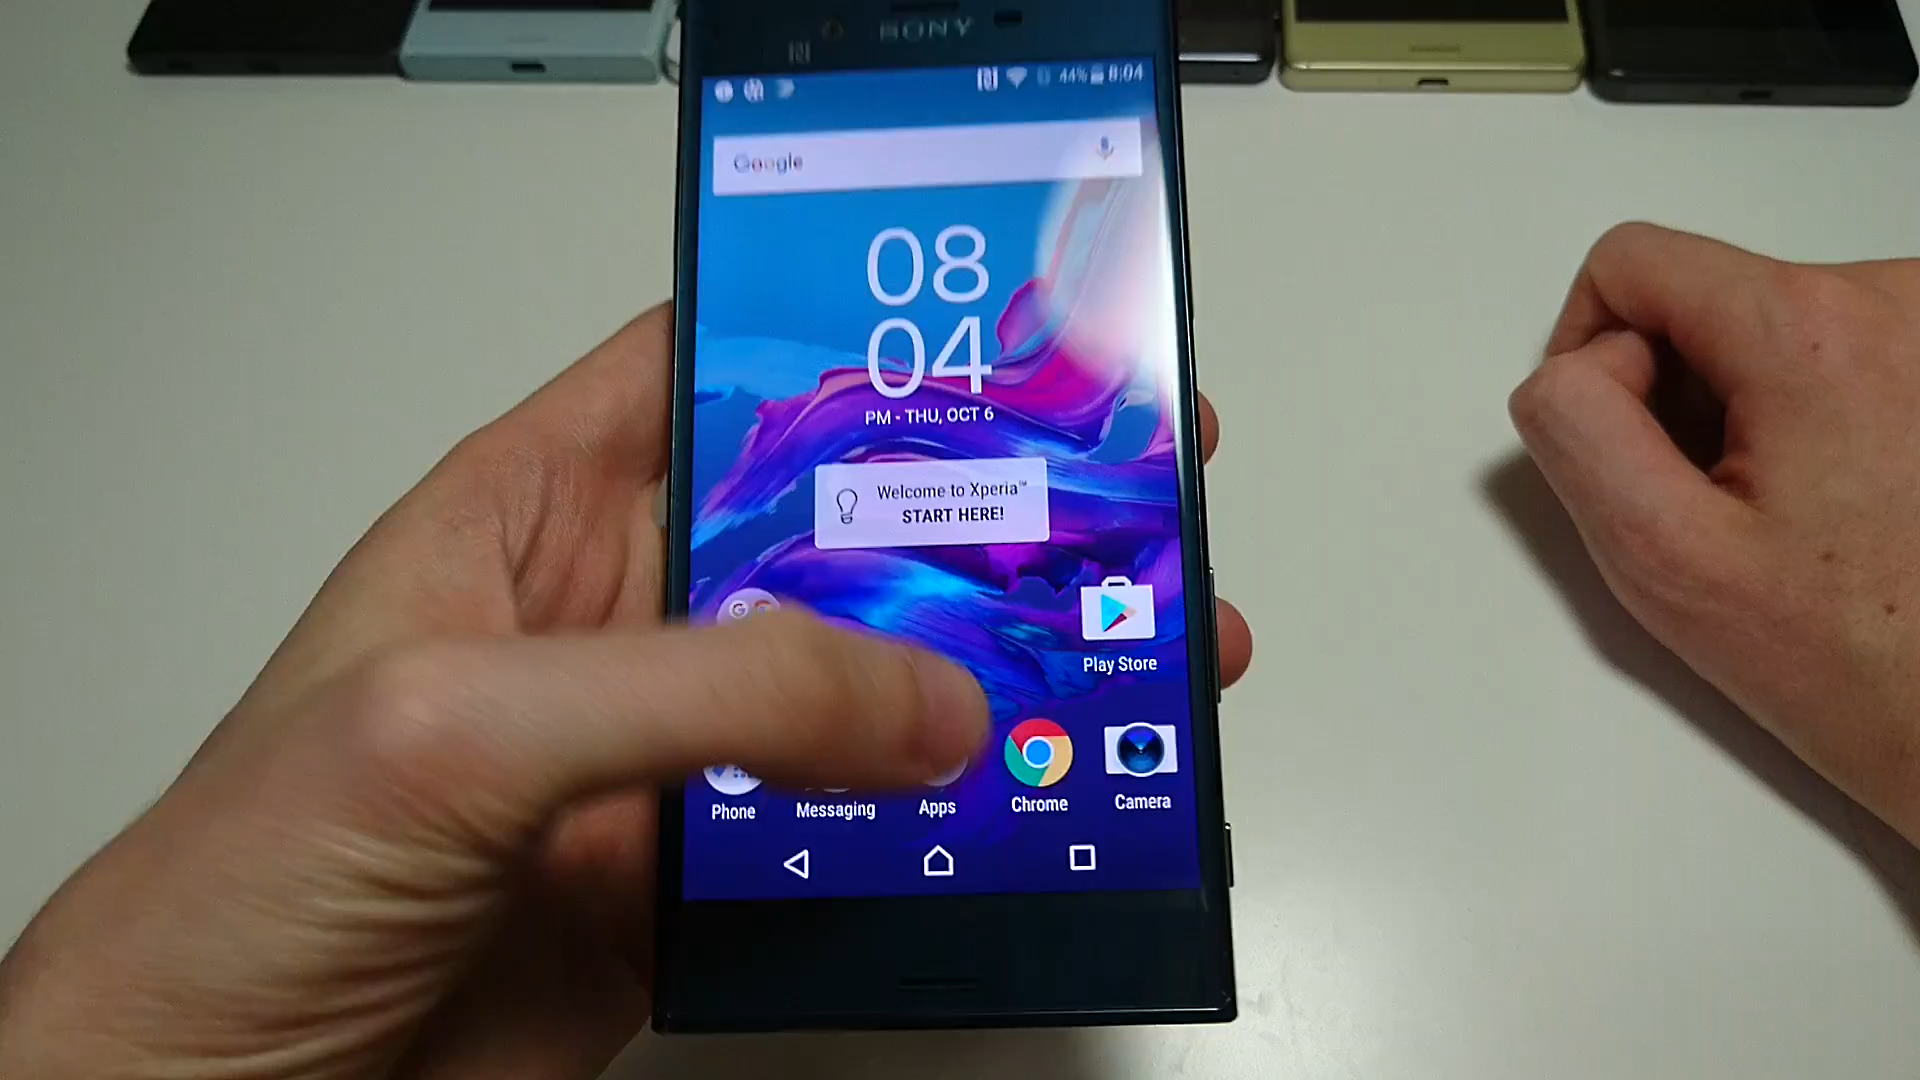 SONY
44% 8:04
Google
08
04
PM - THU, OCT 6
Welcome to Xperia™
START HERE!
G
Play Store
Phone
Messaging
Apps
Chrome
Camera